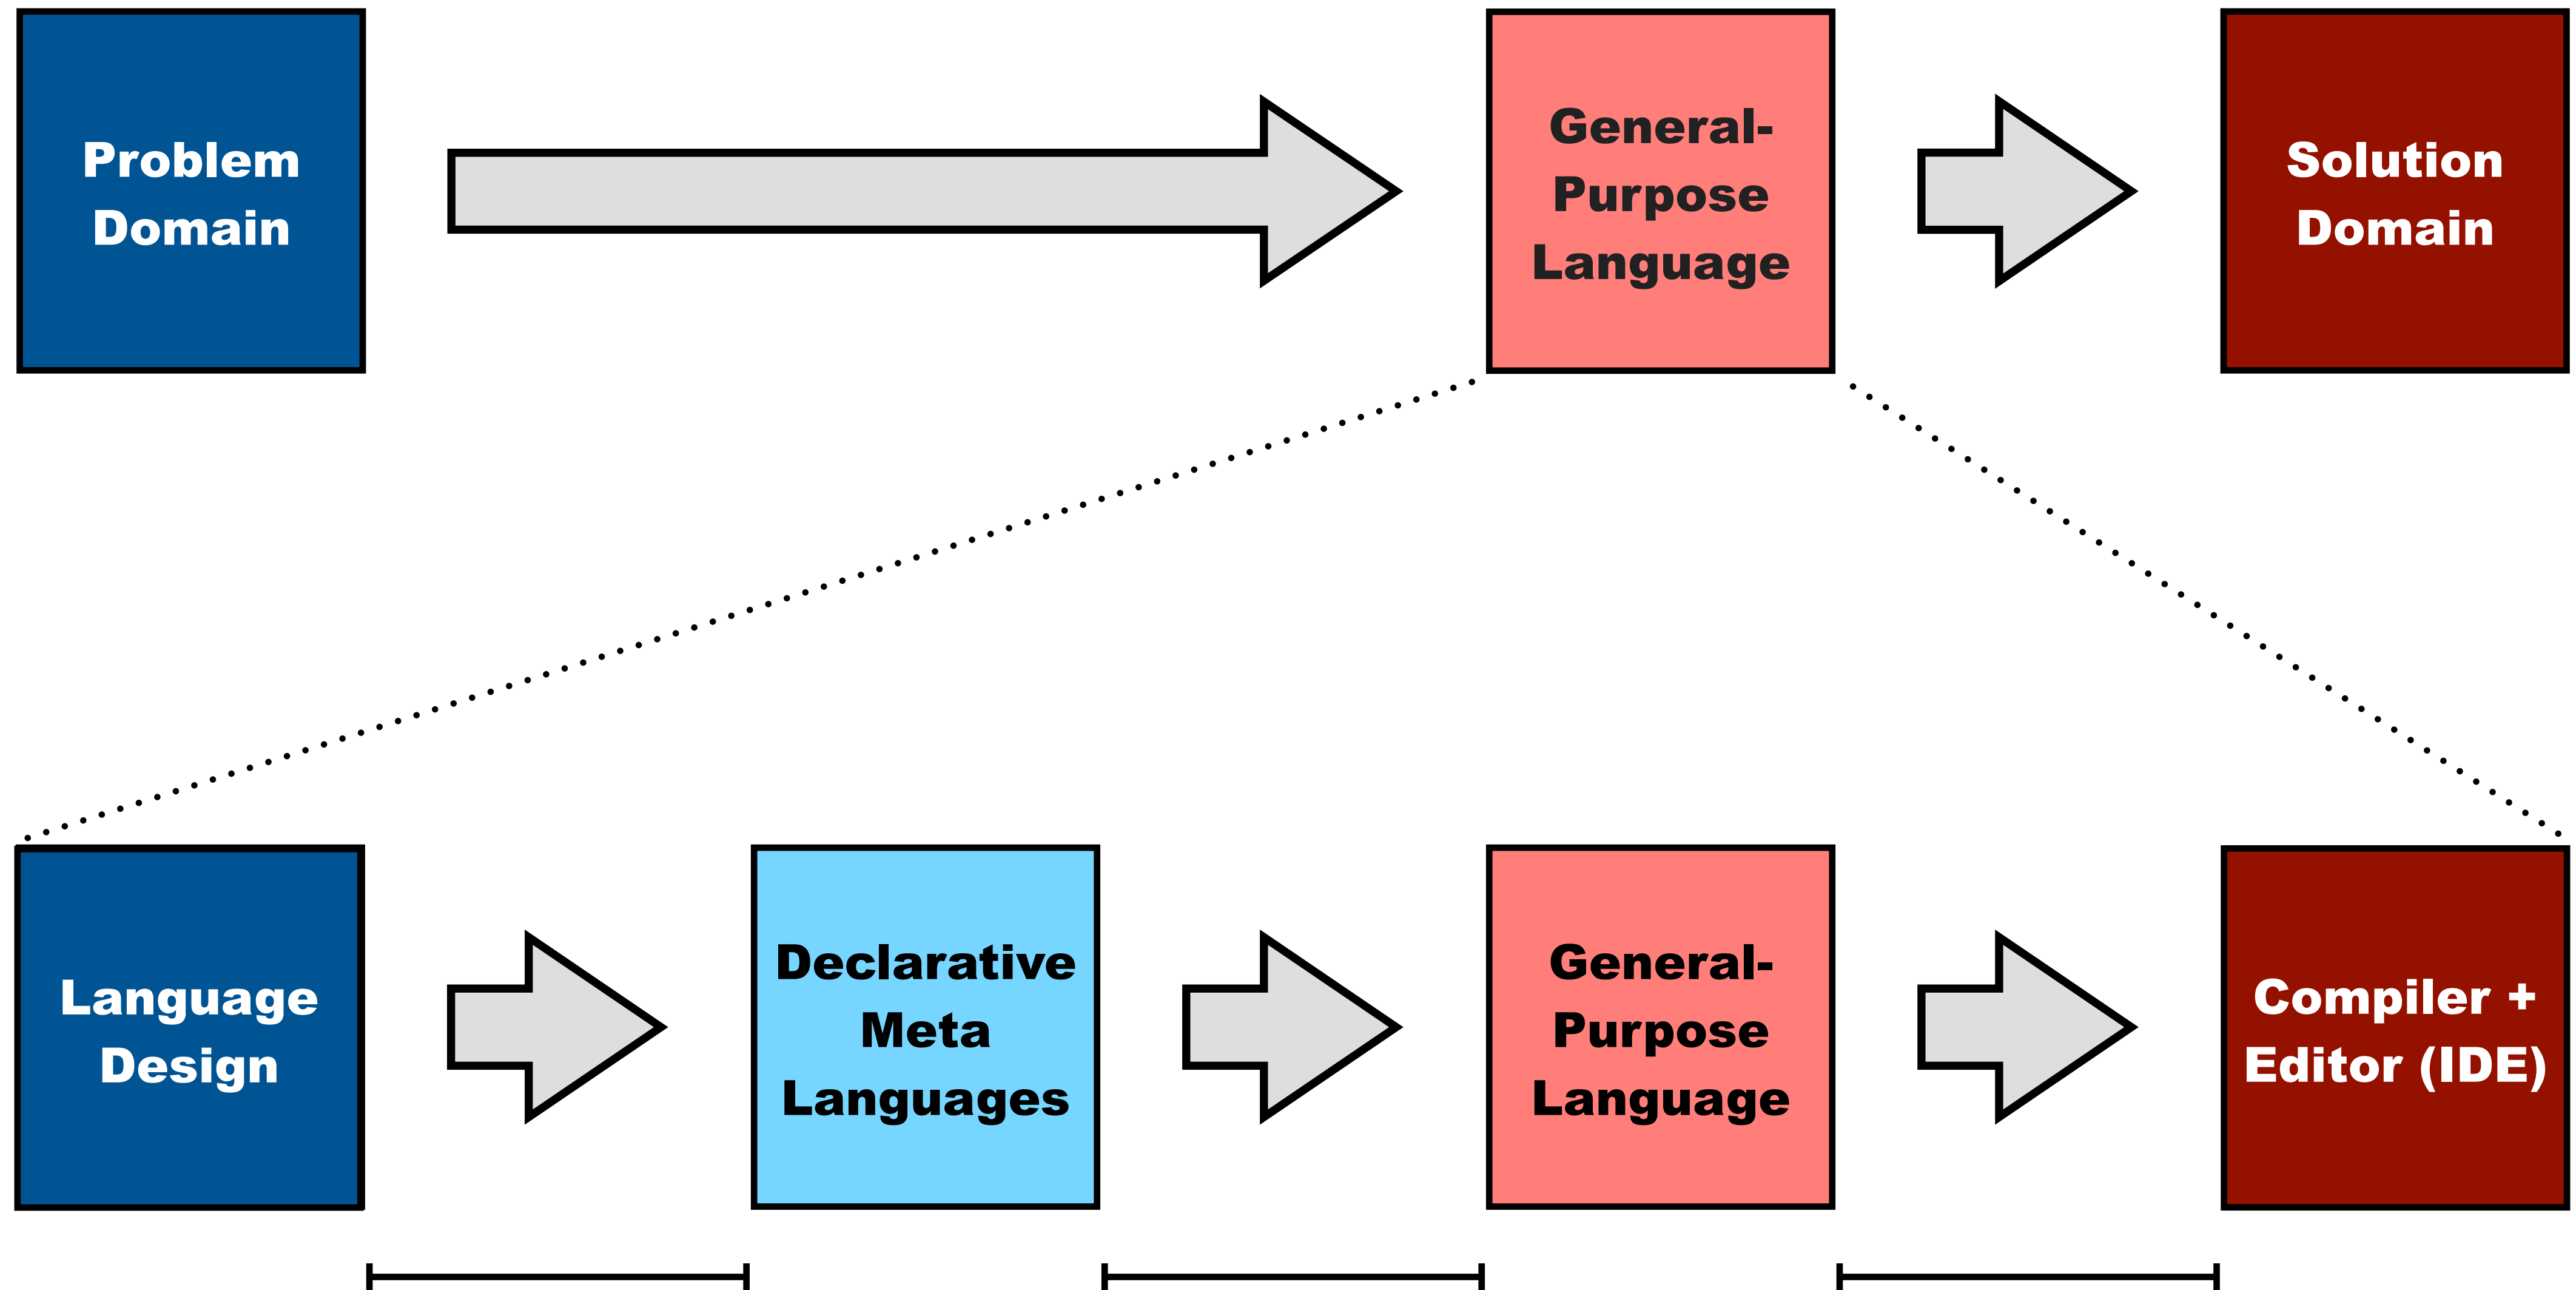 Problem
Domain
General-
Purpose
Language
Solution
Domain
Language
Design
Declarative
Meta
Languages
General-
Purpose
Language
Compiler +
Editor (IDE)